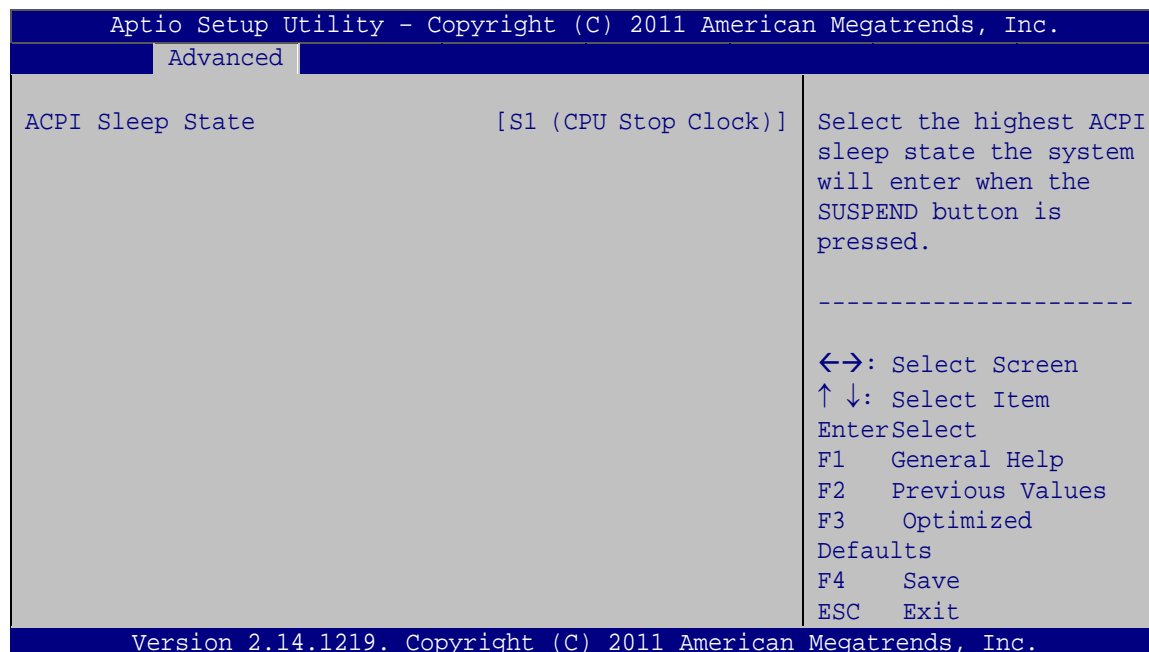 Aptio Setup Utility – Copyright (C) 2011 American Megatrends, Inc.
Advanced
ACPI Sleep State [S1 (CPU Stop Clock)]
Select the highest ACPI
sleep state the system
will enter when the
SUSPEND button is
pressed.
----------------------
←→: Select Screen
↑ ↓: Select Item
EnterSelect
F1 General Help
F2 Previous Values
F3 Optimized
Defaults
F4 Save
ESC Exit
Version 2.14.1219. Copyright (C) 2011 American Megatrends, Inc.